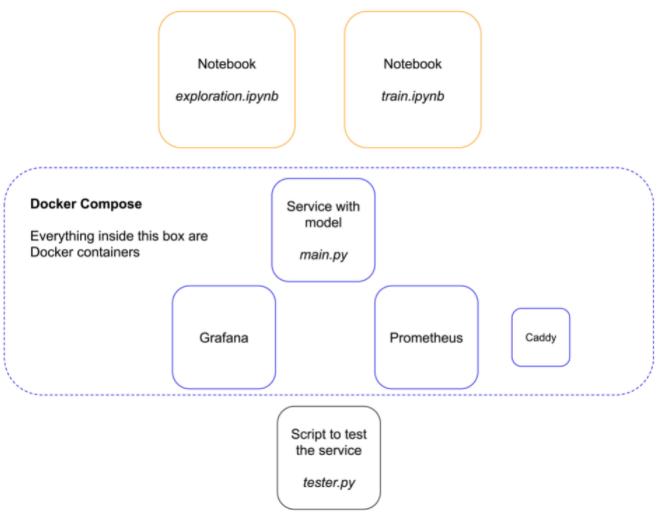 Notebook
exploration.ipynb
Notebook
train.ipynb
Docker Compose
Everything inside this box are
Docker containers
Service with
model
main.py
Grafana
Prometheus
Caddy
Script to test
the service
tester.py